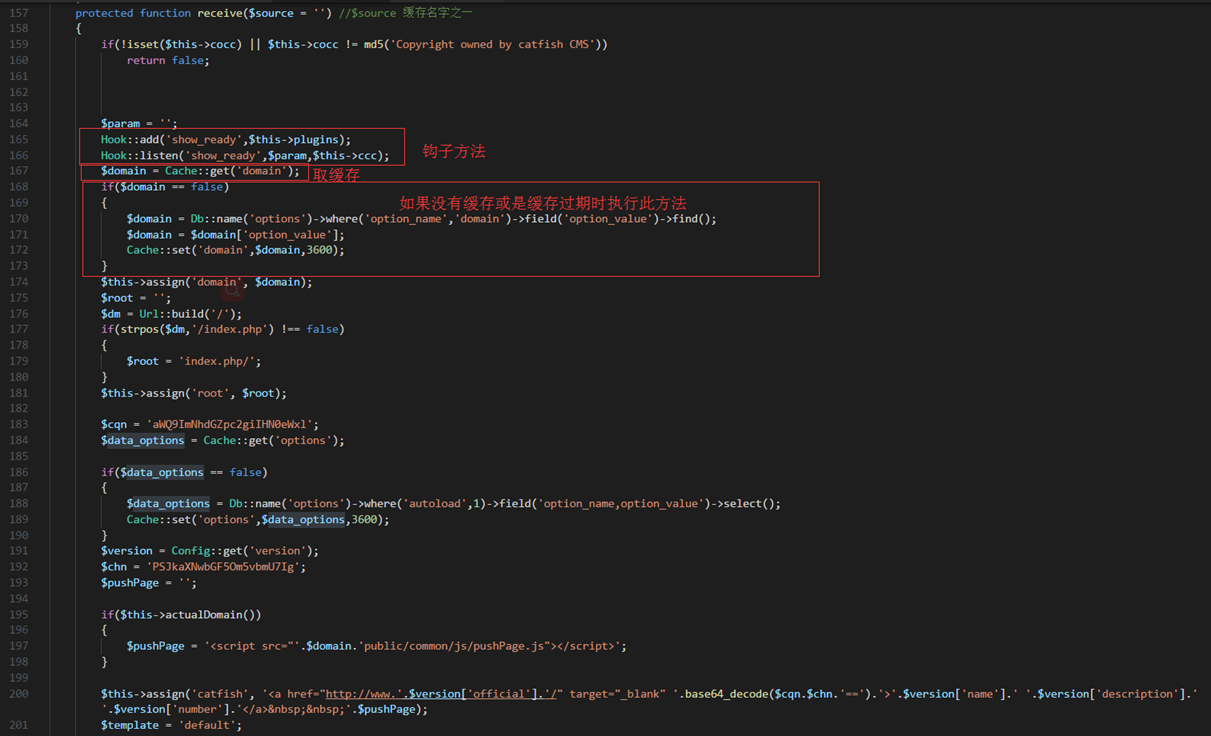 157 protected function receive($source = '') //$source 缓存名字之一
158 {
159 if(!isset($this->cocc) || $this->cocc != md5('Copyright owned by catfish CMS'))
160 return false;
161
162
163
164 $param = '';
165 Hook::add('show_ready',$this->plugins);
166 Hook::listen('show_ready',$param,$this->ccc); 钩子方法
167 $domain = Cache::get('domain'); 取缓存
168 if($domain == false)
169 { 如果没有缓存或是缓存过期时执行此方法
170 $domain = Db::name('options')->where('option_name','domain')->field('option_value')->find();
171 $domain = $domain['option_value'];
172 Cache::set('domain',$domain,3600);
173 }
174 $this->assign('domain', $domain);
175 $root = '';
176 $dm = Url::build('/');
177 if(strpos($dm,'/index.php') !== false)
178 {
179 $root = 'index.php/';
180 }
181 $this->assign('root', $root);
182
183 $cqn = 'aWQ9ImNhdGZpc2giIHN0eWxl';
184 $data_options = Cache::get('options');
185
186 if($data_options == false)
187 {
188 $data_options = Db::name('options')->where('autoload',1)->field('option_name,option_value')->select();
189 Cache::set('options',$data_options,3600);
190 }
191 $version = Config::get('version');
192 $chn = 'PSJkaXNwbGF5Om5vbmU7Ig';
193 $pushPage = '';
194
195 if($this->actualDomain())
196 {
197 $pushPage = '<script src="'.$domain.'public/common/js/pushPage.js"></script>';
198 }
199
200 $this->assign('catfish', '<a href="http://www.'.$version['official'].'/" target="_blank" '.base64_decode($cqn.$chn.'==').'>'.$version['name'].' '.$version['description'].'
'.$version['number'].'</a>&nbsp;&nbsp;'.$pushPage);
201 $template = 'default';